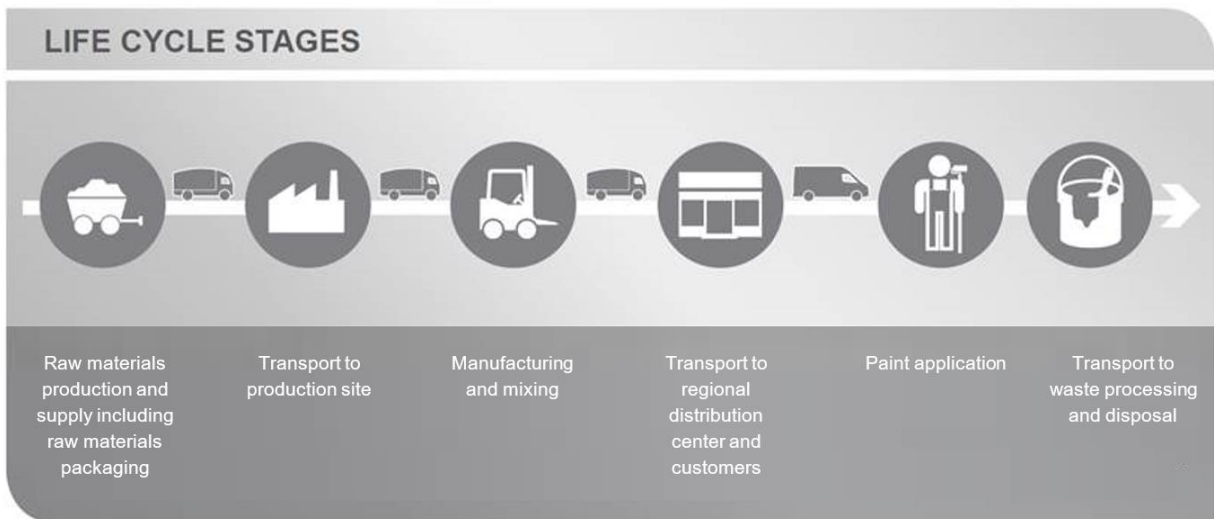 LIFE CYCLE STAGES
Raw materials
production and
supply including
raw materials
packaging
Transport to
production site
Manufacturing
and mixing
Transport to
regional
distribution
center and
customers
Paint application
Transport to
waste processing
and disposal